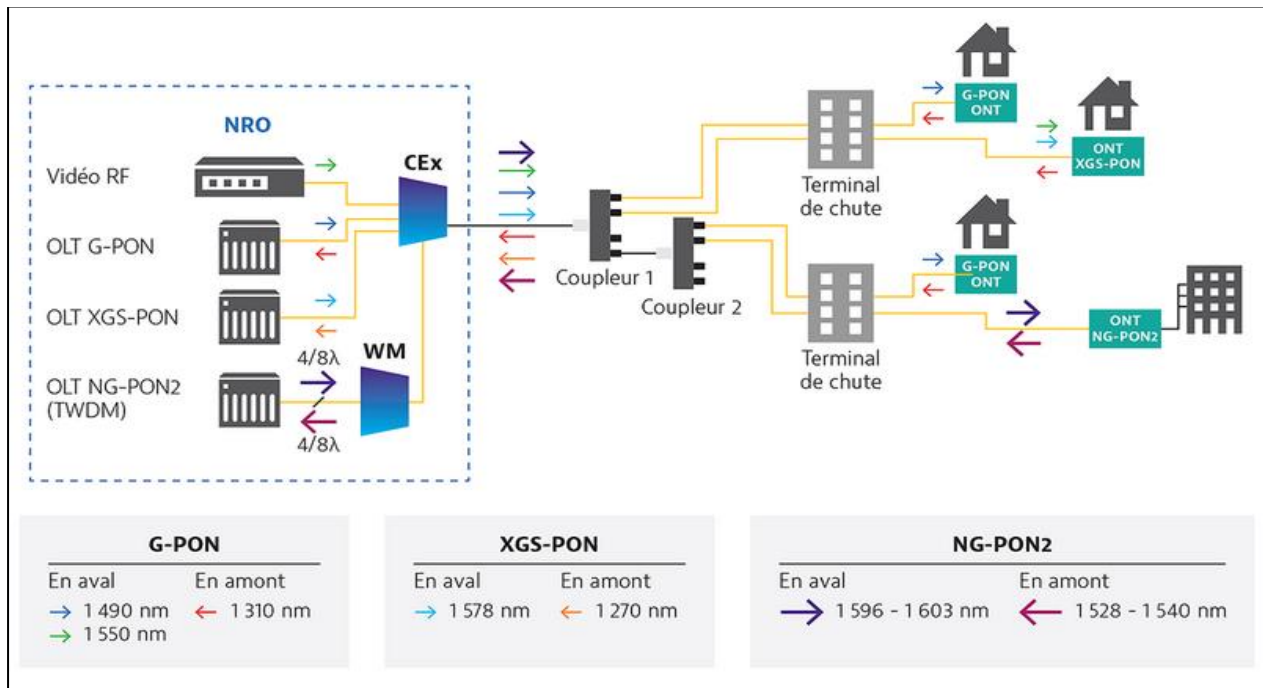 NRO
Vidéo RF
CEx
OLT G-PON
OLT XGS-PON
4/8λ
WM
OLT NG-PON2
(TWDM)
4/8λ
Coupleur 1
Coupleur 2
Terminal
de chute
G-PON
ONT
ONT
XGS-PON
Terminal
de chute
G-PON
ONT
ONT
NG-PON2
G-PON
En aval En amont
1 490 nm 1 310 nm
1 550 nm
XGS-PON
En aval En amont
1 578 nm 1 270 nm
NG-PON2
En aval En amont
1 596 - 1 603 nm 1 528 - 1 540 nm